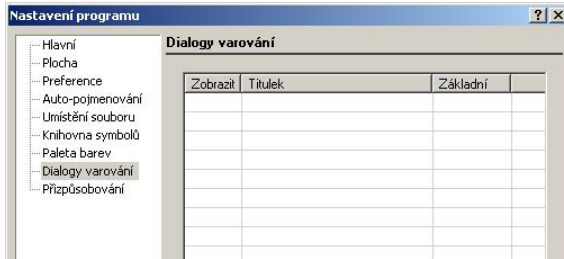 Nastavení programu
Hlavní
Plocha
Preference
Auto-pojmenování
Umístění souboru
Knihovna symbolů
Paleta barev
Dialogy varování
Přizpůsobování
Dialogy varování
Zobrazit Titulek Základní